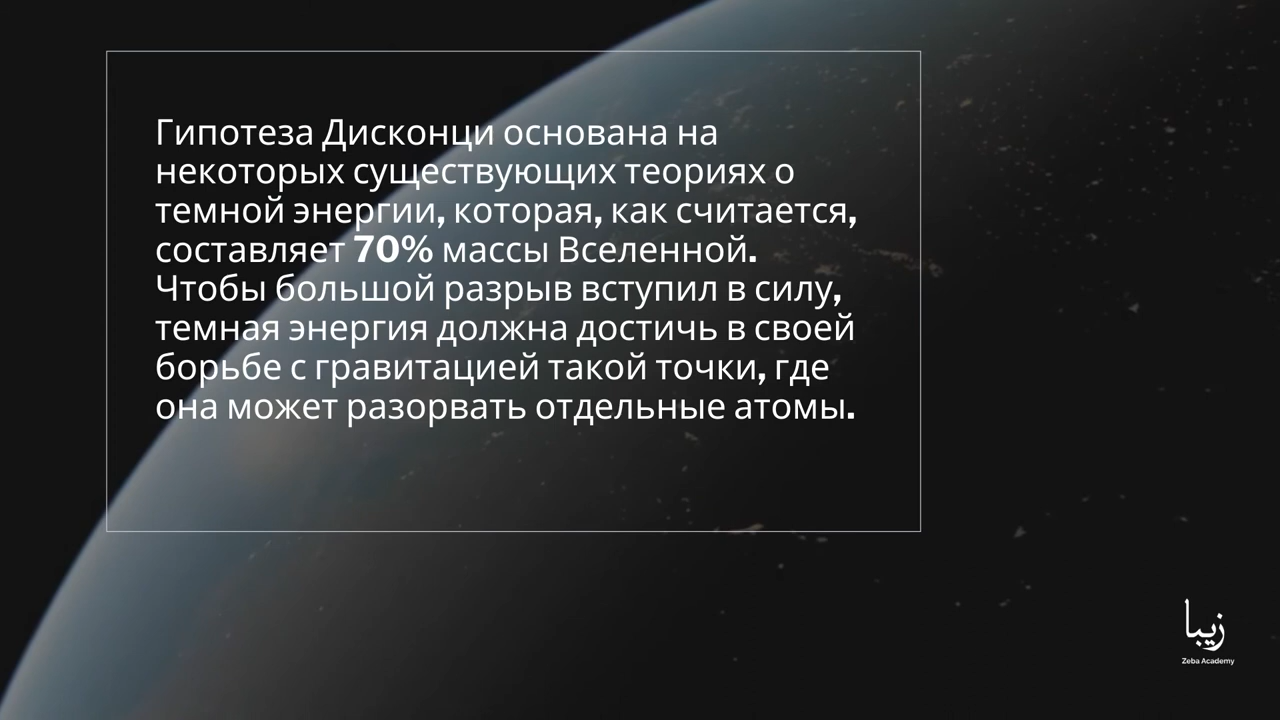 Гипотеза Дисконци основана на
некоторых существующих теориях о
темной энергии, которая, как считается,
составляет 70% массы Вселенной.
Чтобы большой разрыв вступил в силу,
темная энергия должна достичь в своей
борьбе с гравитацией такой точки, где
она может разорвать отдельные атомы.
زیبا
Zeba Academy